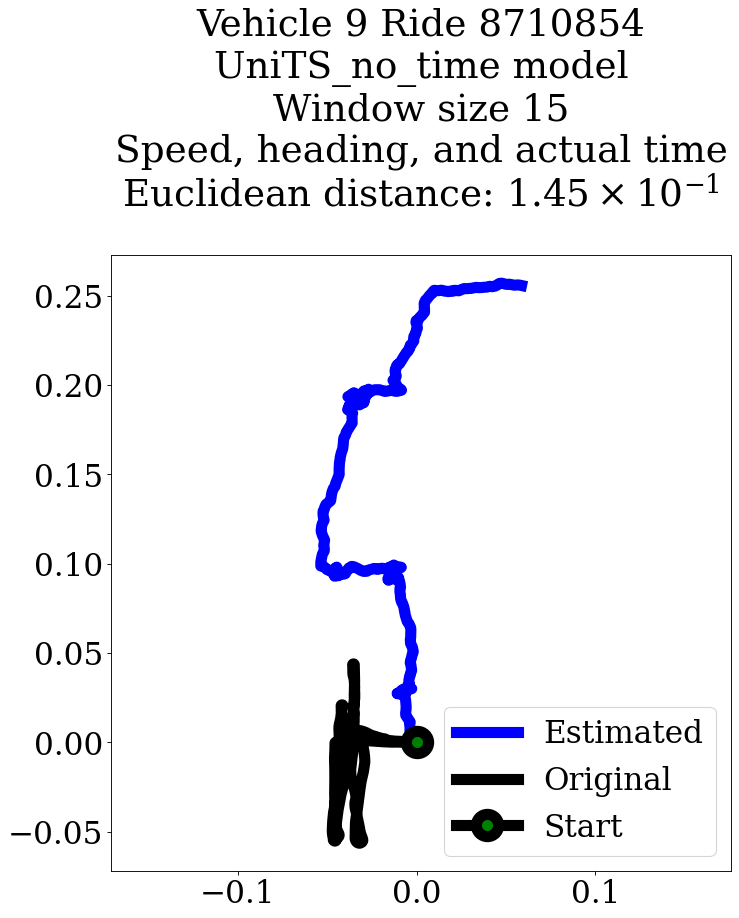 Vehicle 9 Ride 8710854
UniTS_no_time model
Window size 15
Speed, heading, and actual time
Euclidean distance: 1.45 × 10⁻¹
0.25
0.20
0.15
0.10
0.05
0.00
−0.05
Estimated
Original
Start
−0.1
0.0
0.1